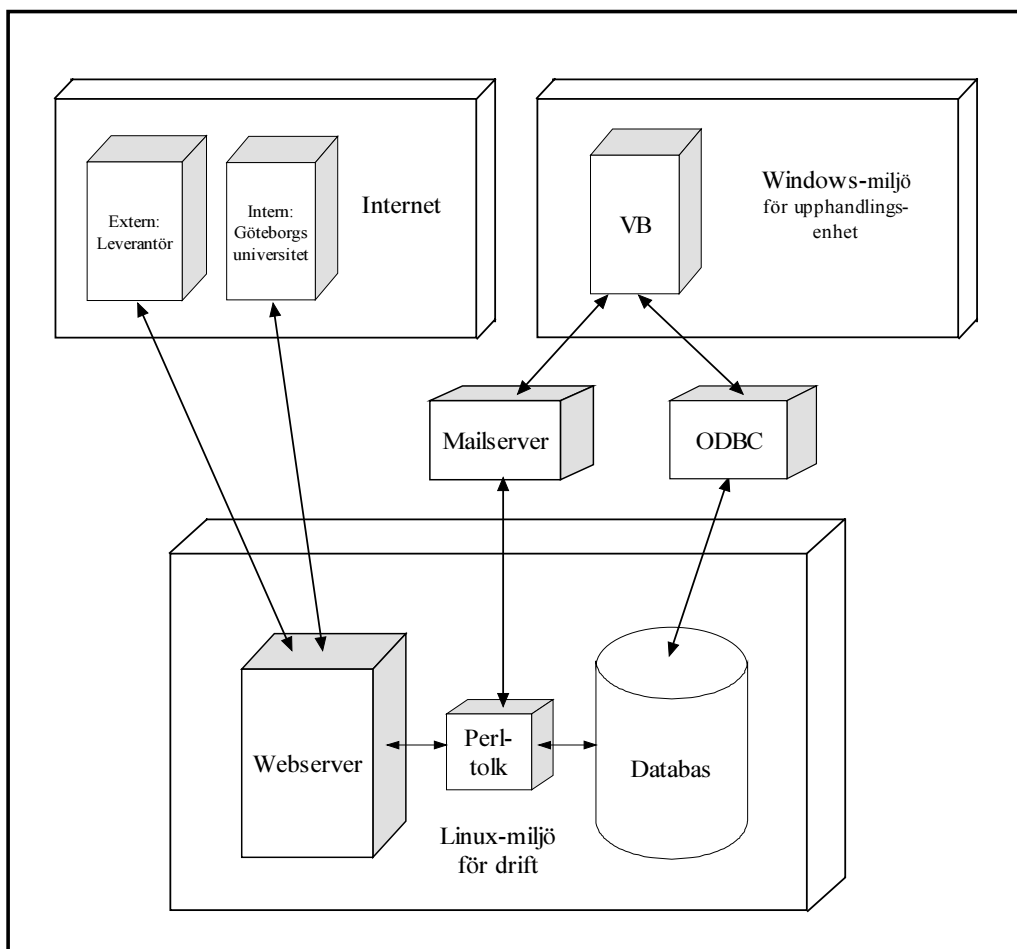 Extern:
Leverantör
Intern:
Göteborgs
universitet
Internet
VB
Windows-miljö
för upphandlings-
enhet
Mailserver
ODBC
Webserver
Perl-
tolk
Databas
Linux-miljö
för drift